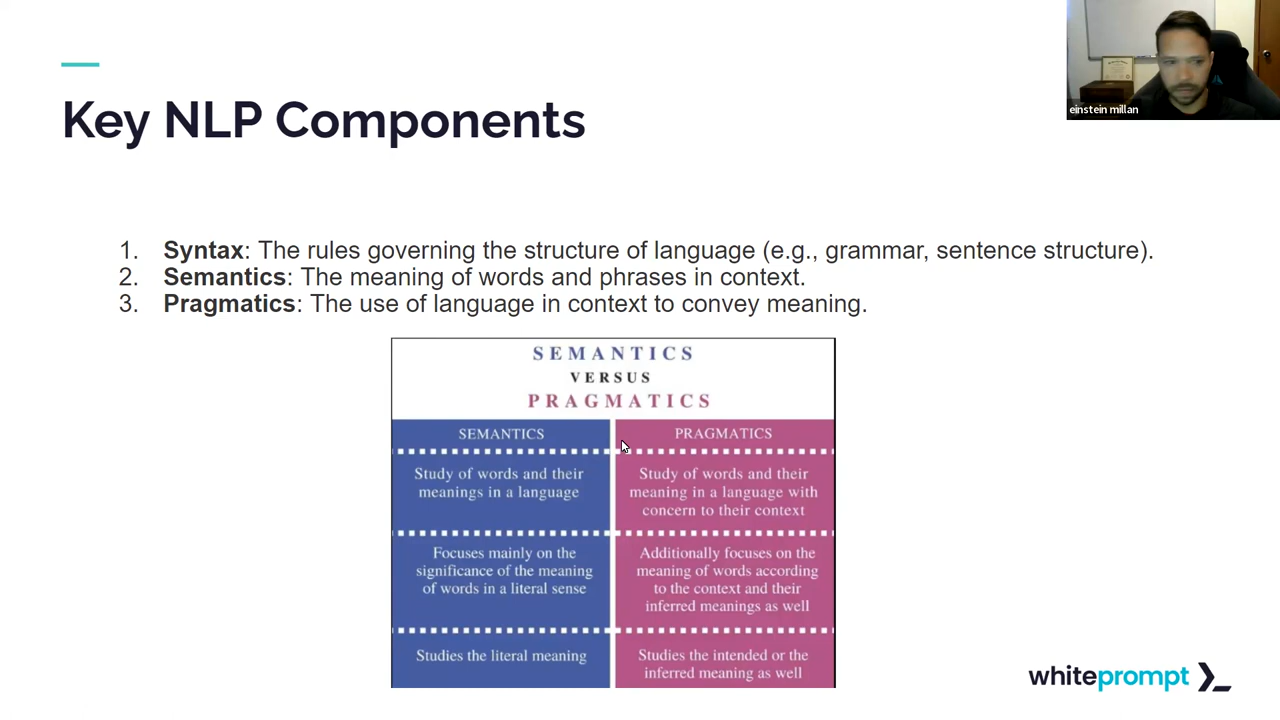 einstein millan
Key NLP Components
1. Syntax: The rules governing the structure of language (e.g., grammar, sentence structure).
2. Semantics: The meaning of words and phrases in context.
3. Pragmatics: The use of language in context to convey meaning.
SEMANTICS
VERSUS
PRAGMATICS
SEMANTICS
Study of words and their
meanings in a language
Focuses mainly on the
significance of the meaning
of words in a literal sense
Studies the literal meaning
PRAGMATICS
Study of words and their
meaning in a language with
concern to their context
Additionally focuses on the
meaning of words according
to the context and their
inferred meanings as well
Studies the intended or the
inferred meaning as well
whiteprompt